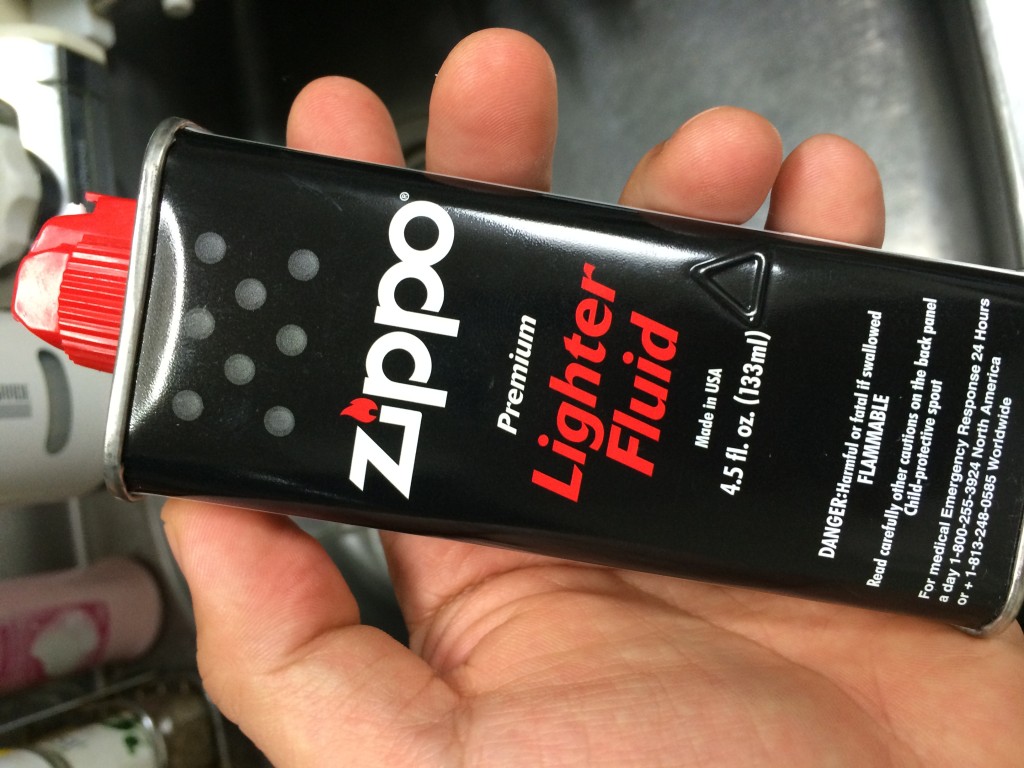 zippo®
Premium
Lighter
Fluid
Made in USA
4.5 fl. oz. (133ml)
DANGER:Harmful or fatal if swallowed
FLAMMABLE
Read carefully other cautions on the back panel
Child-protective spout
For medical Emergency Response 24 Hours
a day 1-800-255-3924 North America
or + 1-813-248-0585 Worldwide